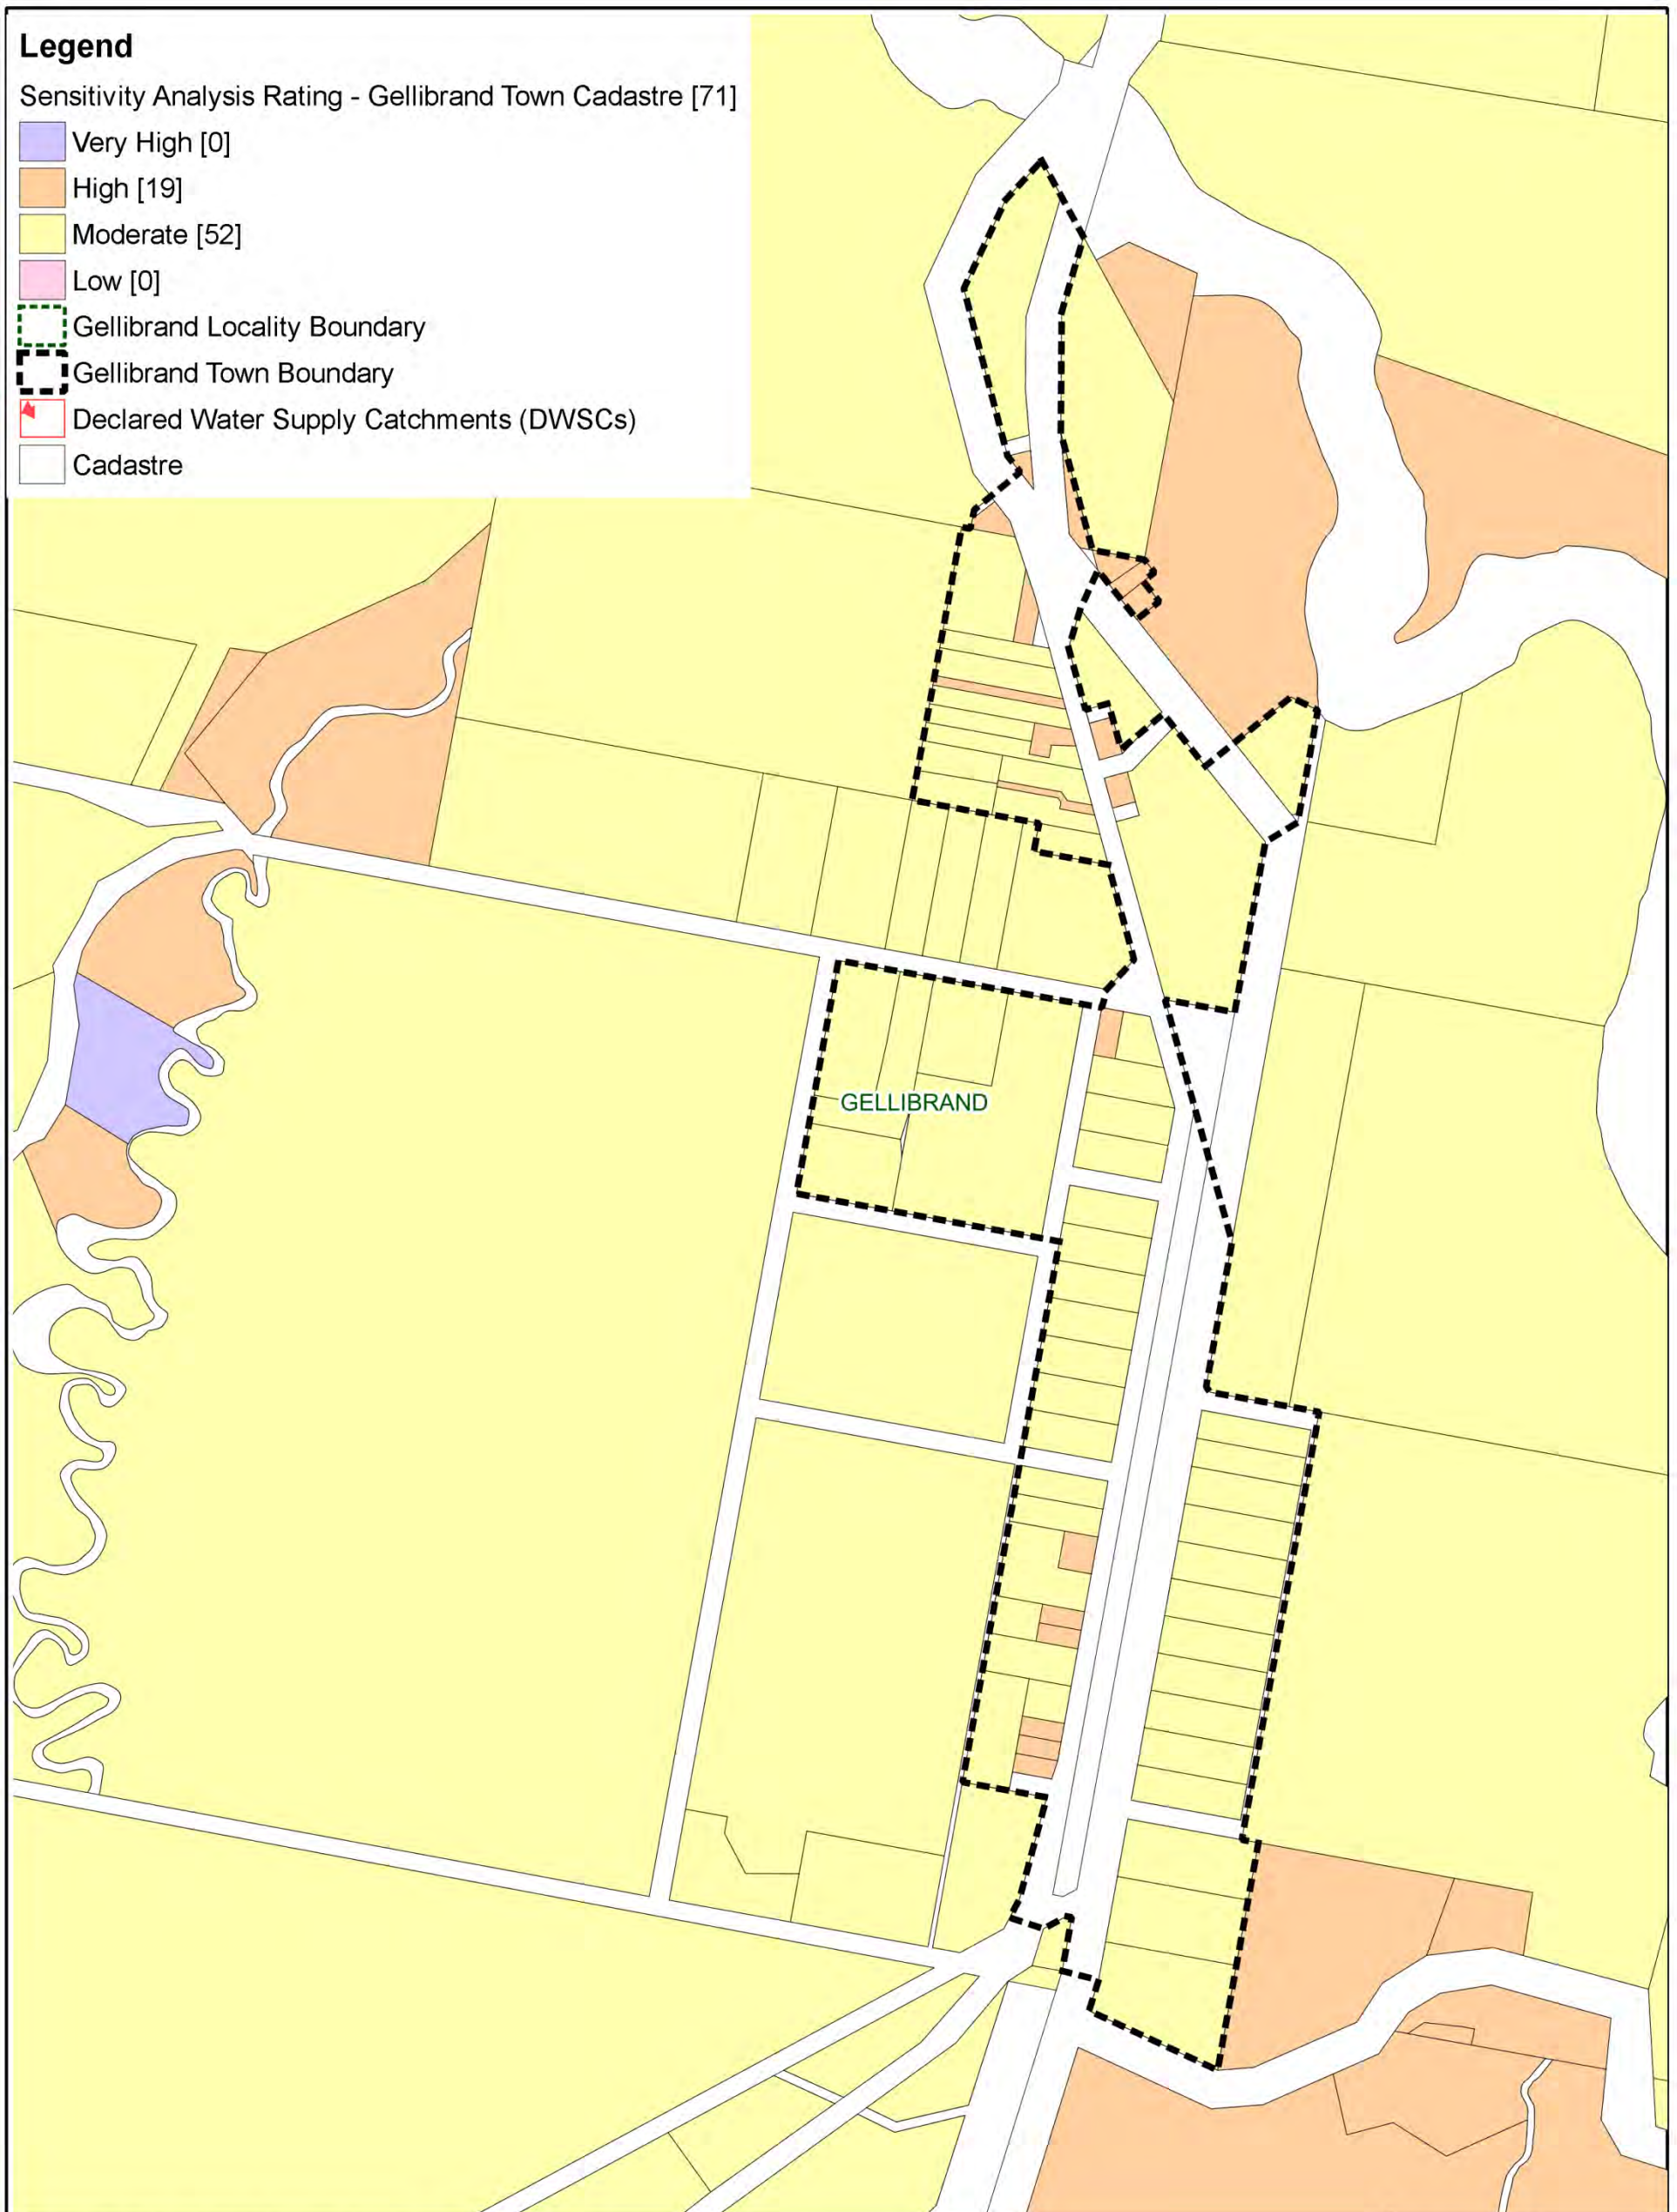 Legend
Sensitivity Analysis Rating - Gellibrand Town Cadastre [71]
Very High [0]
High [19]
Moderate [52]
Low [0]
Gellibrand Locality Boundary
Gellibrand Town Boundary
Declared Water Supply Catchments (DWSCs)
Cadastre
GELLIBRAND